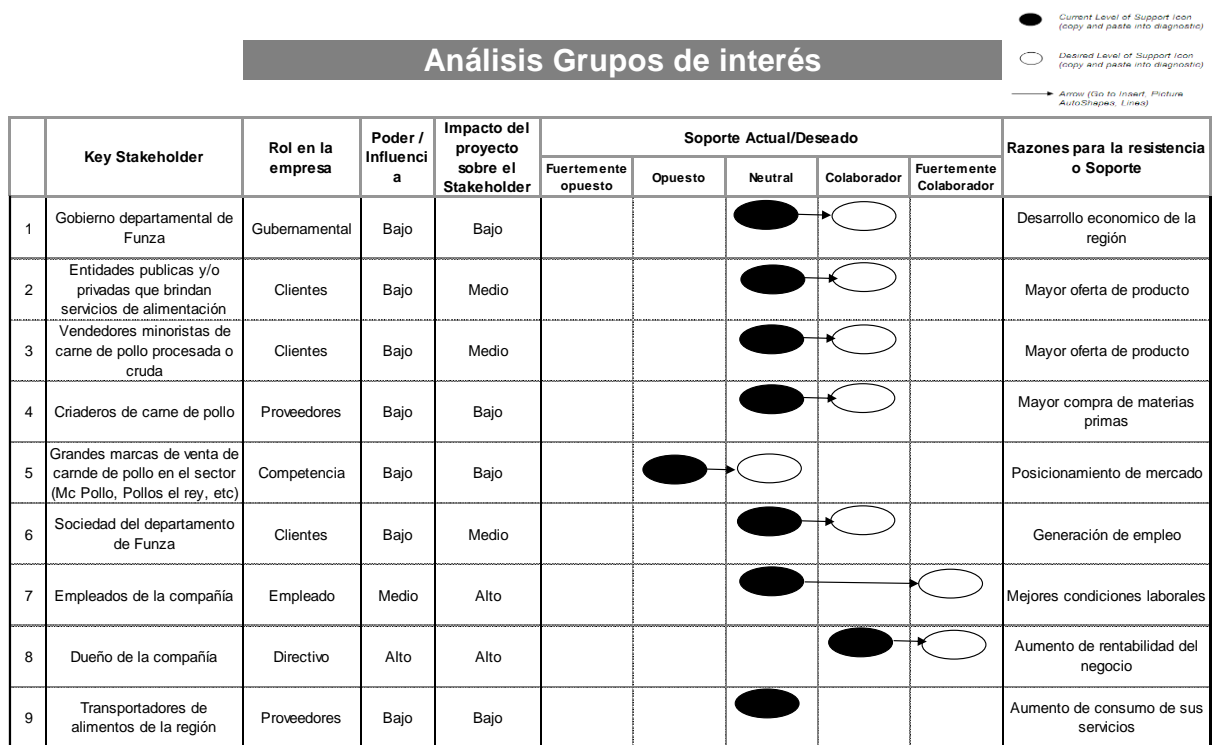 Current Level of Support Icon
(copy and paste into diagnostic)
Análisis Grupos de interés
Desired Level of Support Icon
(copy and paste into diagnostic)
Arrow (Go to Insert, Picture
AutoShapes, Lines)
Key Stakeholder
Rol en la
empresa
Poder /
Influenci
a
Impacto del
proyecto
sobre el
Stakeholder
Soporte Actual/Deseado
Fuertemente
opuesto
Opuesto
Neutral
Colaborador
Fuertemente
Colaborador
Razones para la resistencia
o Soporte
1
Gobierno departamental de
Funza
Gubernamental
Bajo
Bajo
Desarrollo economico de la
región
2
Entidades publicas y/o
privadas que brindan
servicios de alimentación
Clientes
Bajo
Medio
Mayor oferta de producto
3
Vendedores minoristas de
carne de pollo procesada o
cruda
Clientes
Bajo
Medio
Mayor oferta de producto
4
Criaderos de carne de pollo
Proveedores
Bajo
Bajo
Mayor compra de materias
primas
5
Grandes marcas de venta de
carnde de pollo en el sector
(Mc Pollo, Pollos el rey, etc)
Competencia
Bajo
Bajo
Posicionamiento de mercado
6
Sociedad del departamento
de Funza
Clientes
Bajo
Medio
Generación de empleo
7
Empleados de la compañía
Empleado
Medio
Alto
Mejores condiciones laborales
8
Dueño de la compañía
Directivo
Alto
Alto
Aumento de rentabilidad del
negocio
9
Transportadores de
alimentos de la región
Proveedores
Bajo
Bajo
Aumento de consumo de sus
servicios